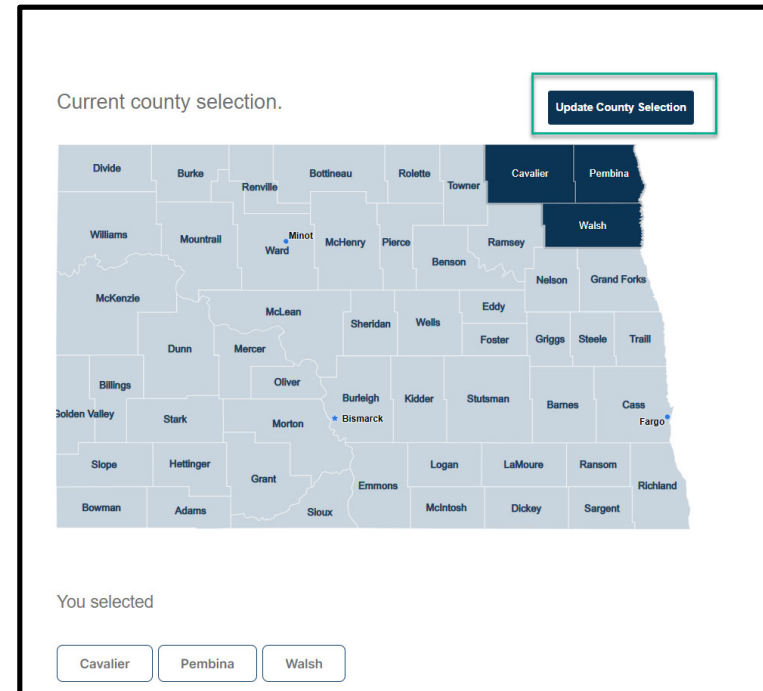 Current county selection.
Update County Selection
Divide
Burke
Renville
Bottineau
Rolette
Towner
Cavalier
Pembina
Williams
Mountrail
Ward
Minot
McHenry
Pierce
Benson
Ramsey
Walsh
McKenzie
McLean
Sheridan
Wells
Eddy
Nelson
Grand Forks
Dunn
Mercer
Foster
Griggs
Steele
Traill
Billings
Oliver
Burleigh
Kidder
Stutsman
Barnes
Cass
Golden Valley
Stark
Morton
Bismarck
Fargo
Slope
Hettinger
Grant
Emmons
Logan
LaMoure
Ransom
Richland
Bowman
Adams
Sioux
McIntosh
Dickey
Sargent
You selected
Cavalier
Pembina
Walsh